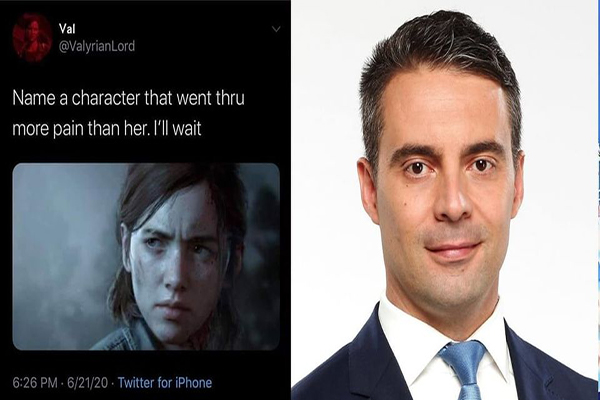 Val
@ValyrianLord
Name a character that went thru
more pain than her. I'll wait
6:26 PM · 6/21/20 · Twitter for iPhone